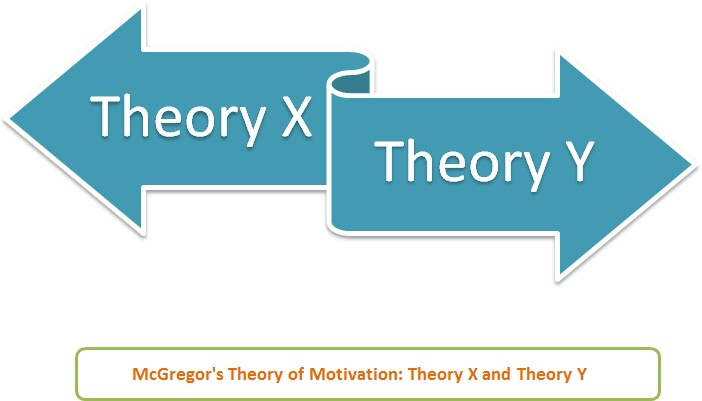 Theory X
Theory Y
McGregor's Theory of Motivation: Theory X and Theory Y